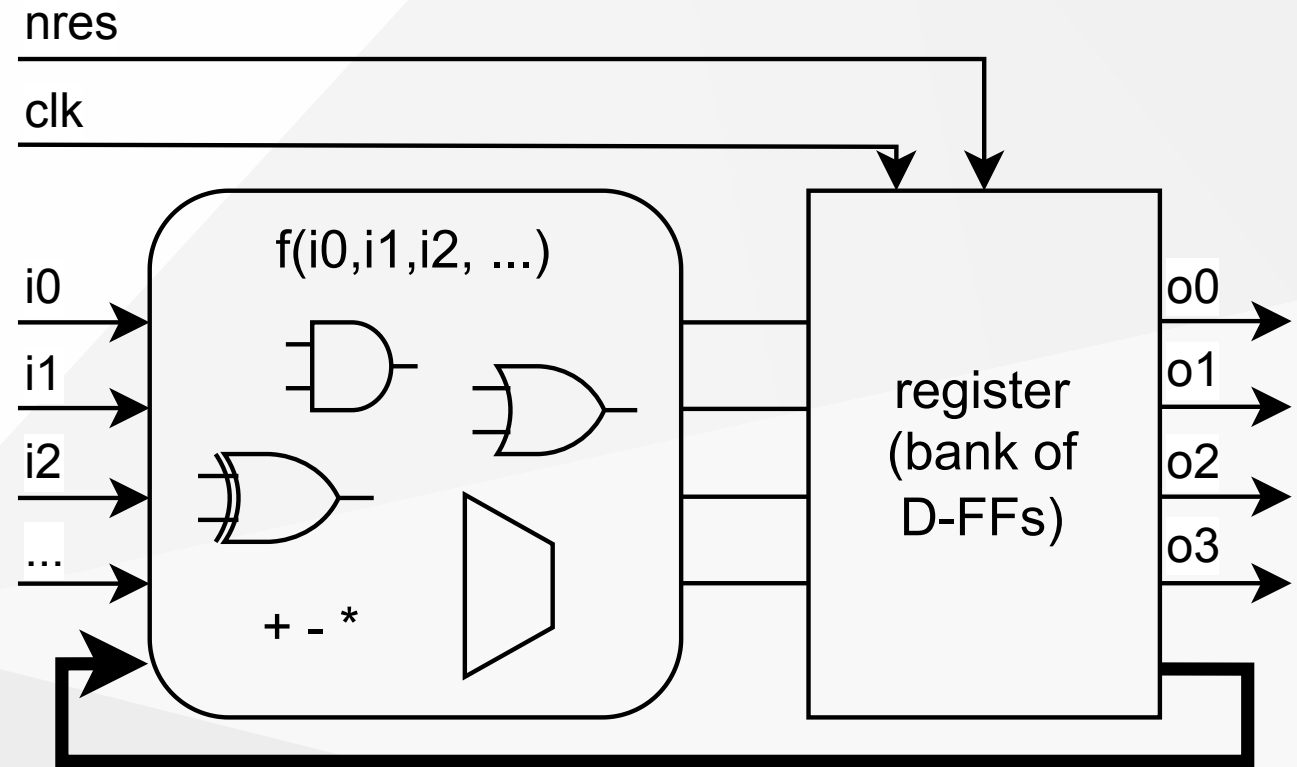 nres
clk
f(i0,i1,i2, ...)
i0
i1
i2
...
+ - *
register
(bank of
D-FFs)
o0
o1
o2
o3